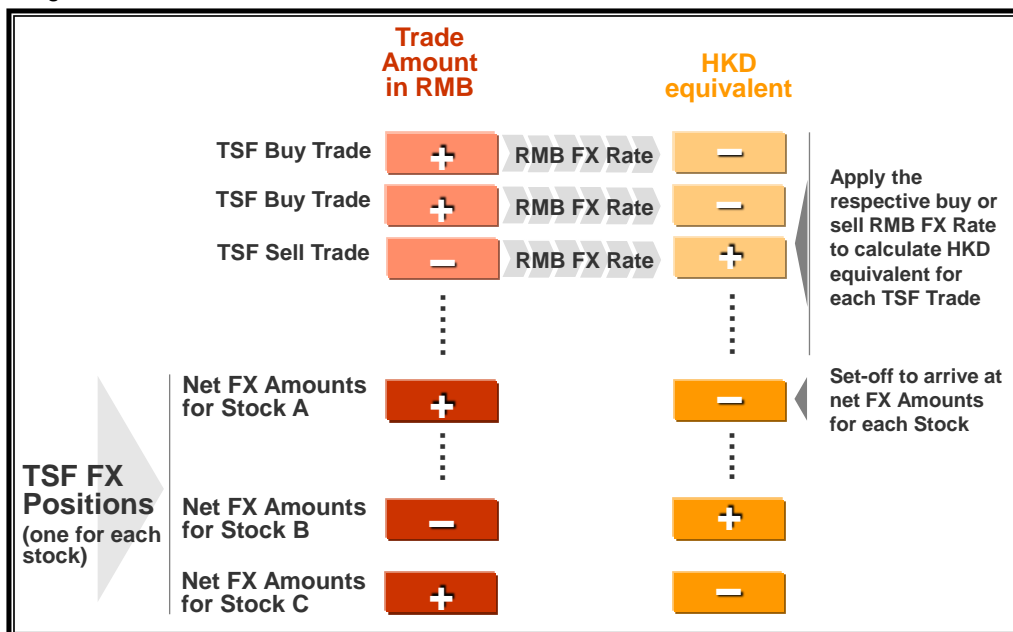 Trade
Amount
in RMB
HKD
equivalent
TSF Buy Trade
+
RMB FX Rate
−
TSF Buy Trade
+
RMB FX Rate
−
TSF Sell Trade
−
RMB FX Rate
+
Apply the
respective buy or
sell RMB FX Rate
to calculate HKD
equivalent for
each TSF Trade
Net FX Amounts
for Stock A
+
−
Set-off to arrive at
net FX Amounts
for each Stock
TSF FX
Positions
(one for each
stock)
Net FX Amounts
for Stock B
−
+
Net FX Amounts
for Stock C
+
−